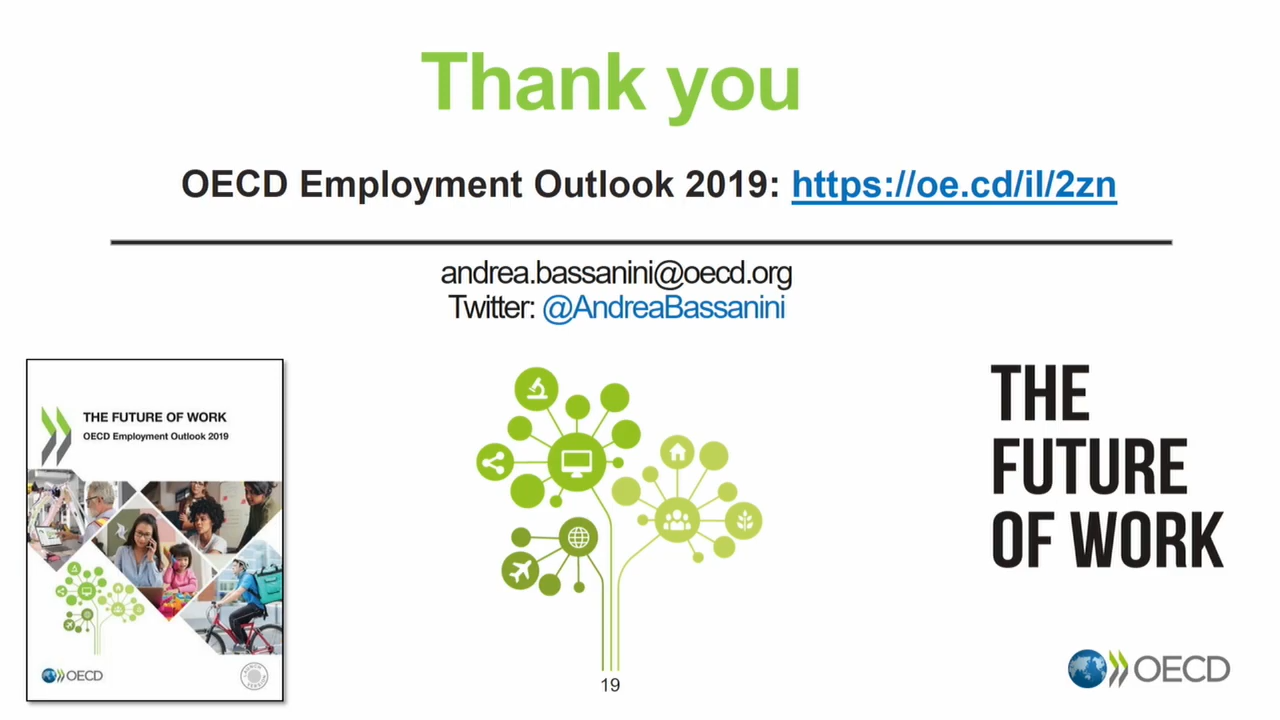 Thank you
OECD Employment Outlook 2019: https://oe.cd/il/2zn
andrea.bassanini@oecd.org
Twitter: @AndreaBassanini
THE FUTURE OF WORK
OECD Employment Outlook 2019
OECD
THE
FUTURE
OF WORK
19
OECD